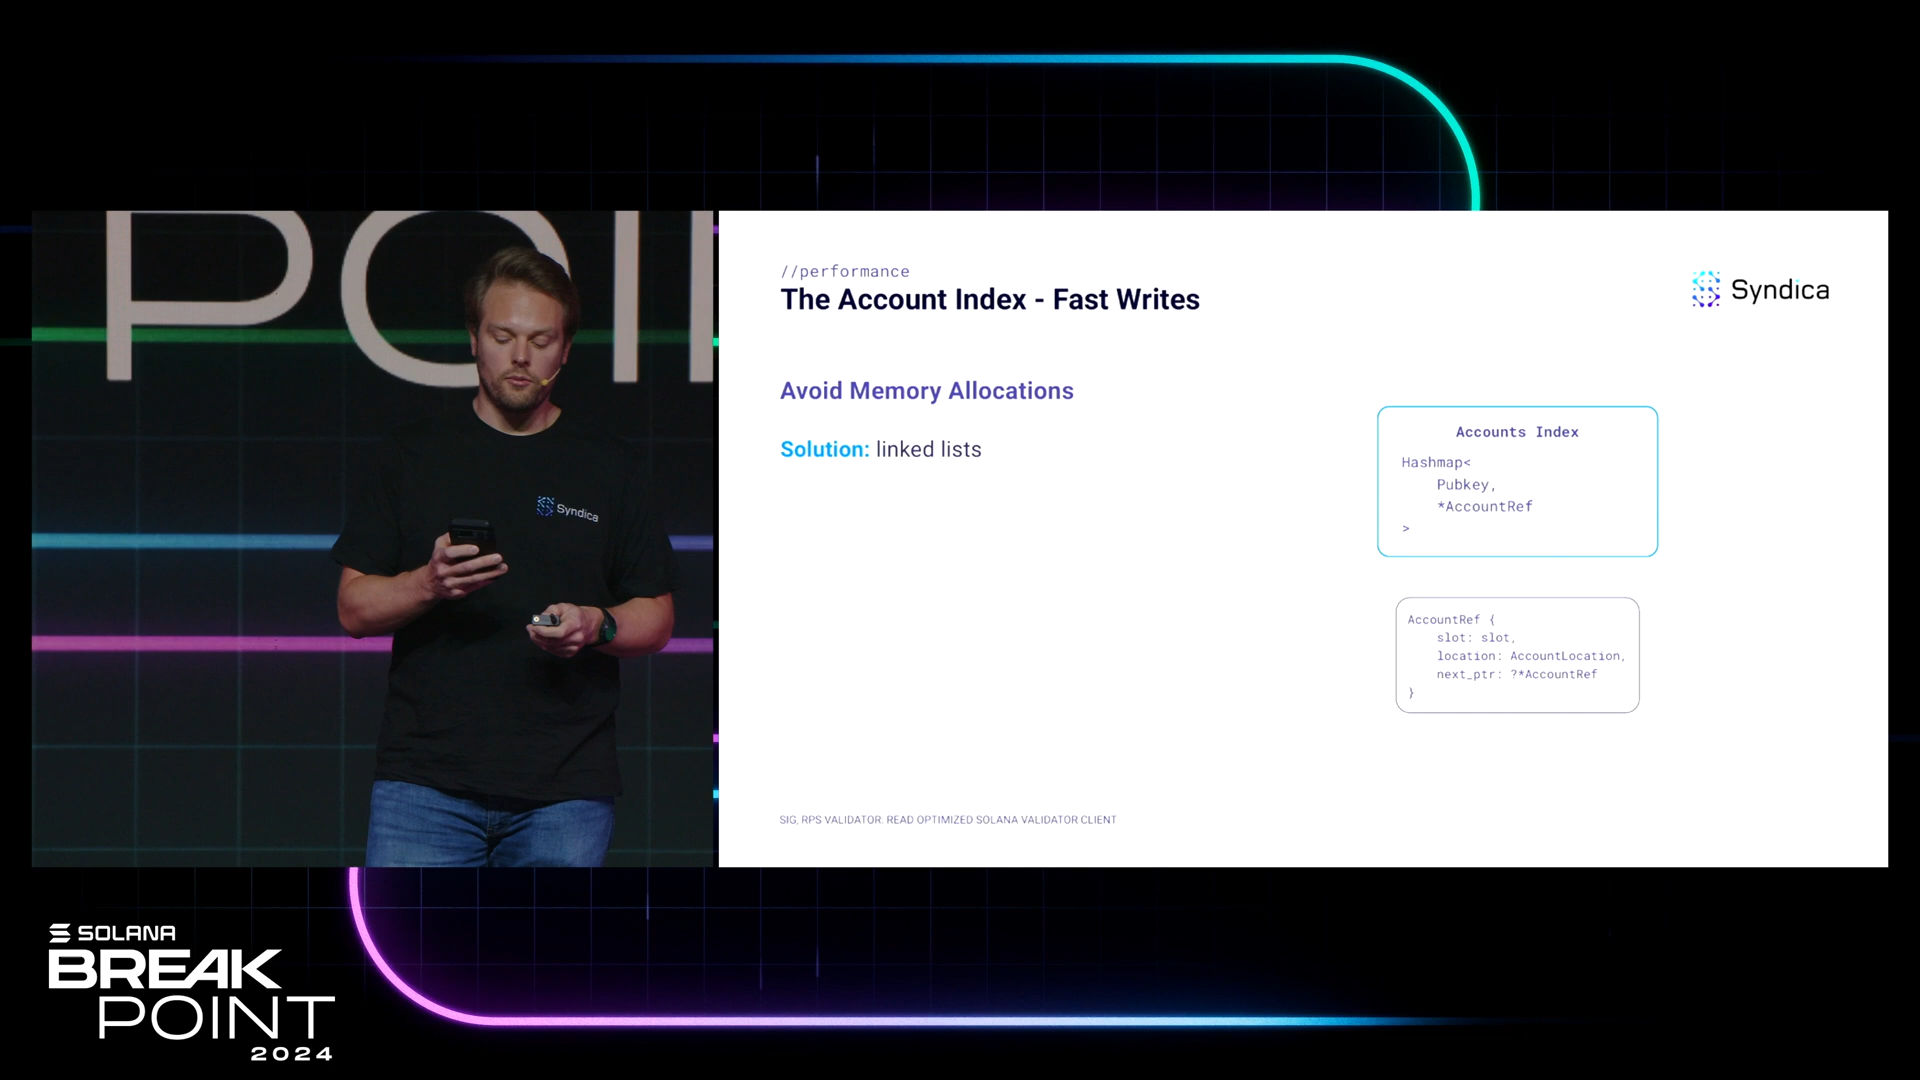 POI
Syndica
//performance
The Account Index - Fast Writes
Syndica
Avoid Memory Allocations
Solution: linked lists
Accounts Index
Hashmap<
Pubkey,
*AccountRef
>
AccountRef {
slot: slot,
location: AccountLocation,
next_ptr: ?*AccountRef
}
SIG, RPS VALIDATOR: READ OPTIMIZED SOLANA VALIDATOR CLIENT
SOLANA
BREAK
POINT
2024